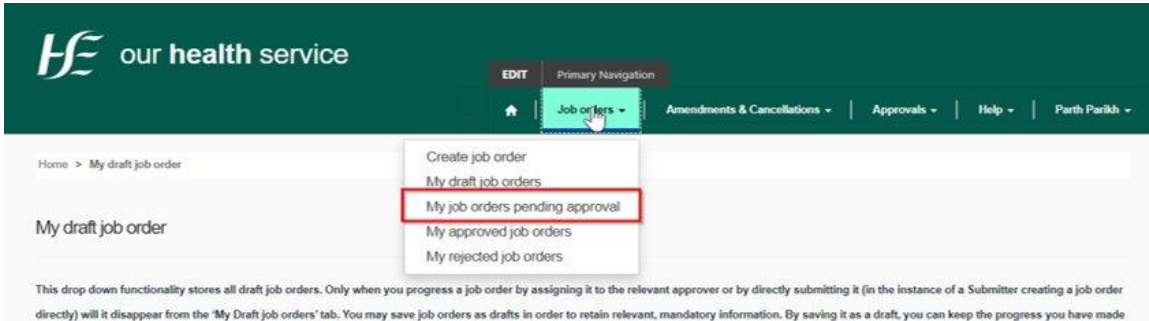 HSE our health service
EDIT Primary Navigation
Job orders Amendments & Cancellations Approvals Help Parth Parikh
Home > My draft job order
Create job order
My draft job orders
My job orders pending approval
My approved job orders
My rejected job orders
My draft job order
This drop down functionality stores all draft job orders. Only when you progress a job order by assigning it to the relevant approver or by directly submitting it (in the instance of a Submitter creating a job order
directly) will it disappear from the 'My Draft job orders' tab. You may save job orders as drafts in order to retain relevant, mandatory information. By saving it as a draft, you can keep the progress you have made